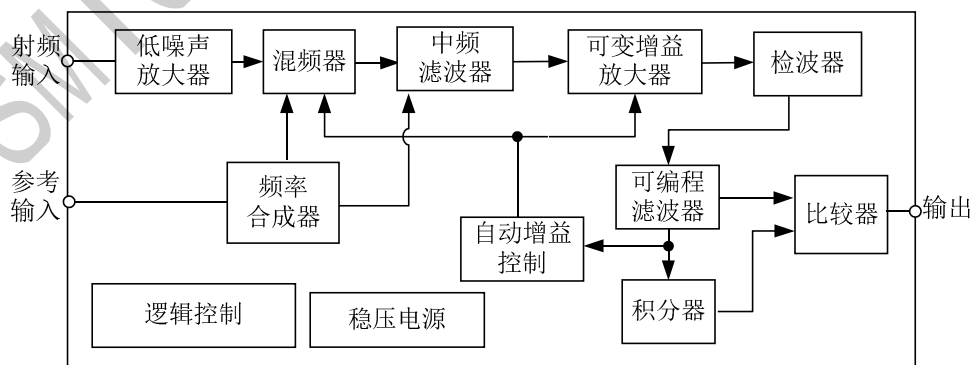 射频
输入
低噪声
放大器
混频器
中频
滤波器
可变增益
放大器
检波器
参考
输入
频率
合成器
自动增益
控制
可编程
滤波器
比较器
输出
逻辑控制
稳压电源
积分器